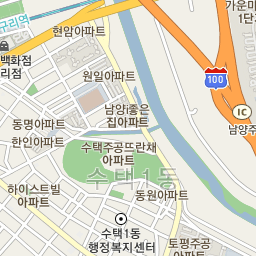 구리역
현암아파트
가운미
1단
백화점
리점
원일아파트
100
남양i좋은
집아파트
IC
동명아파트
남양주
한인아파트
수택주공뜨란채
아파트
수택1동
하이스트빌
아파트
동원아파트
수택1동
행정복지센터
토평주공
아파트